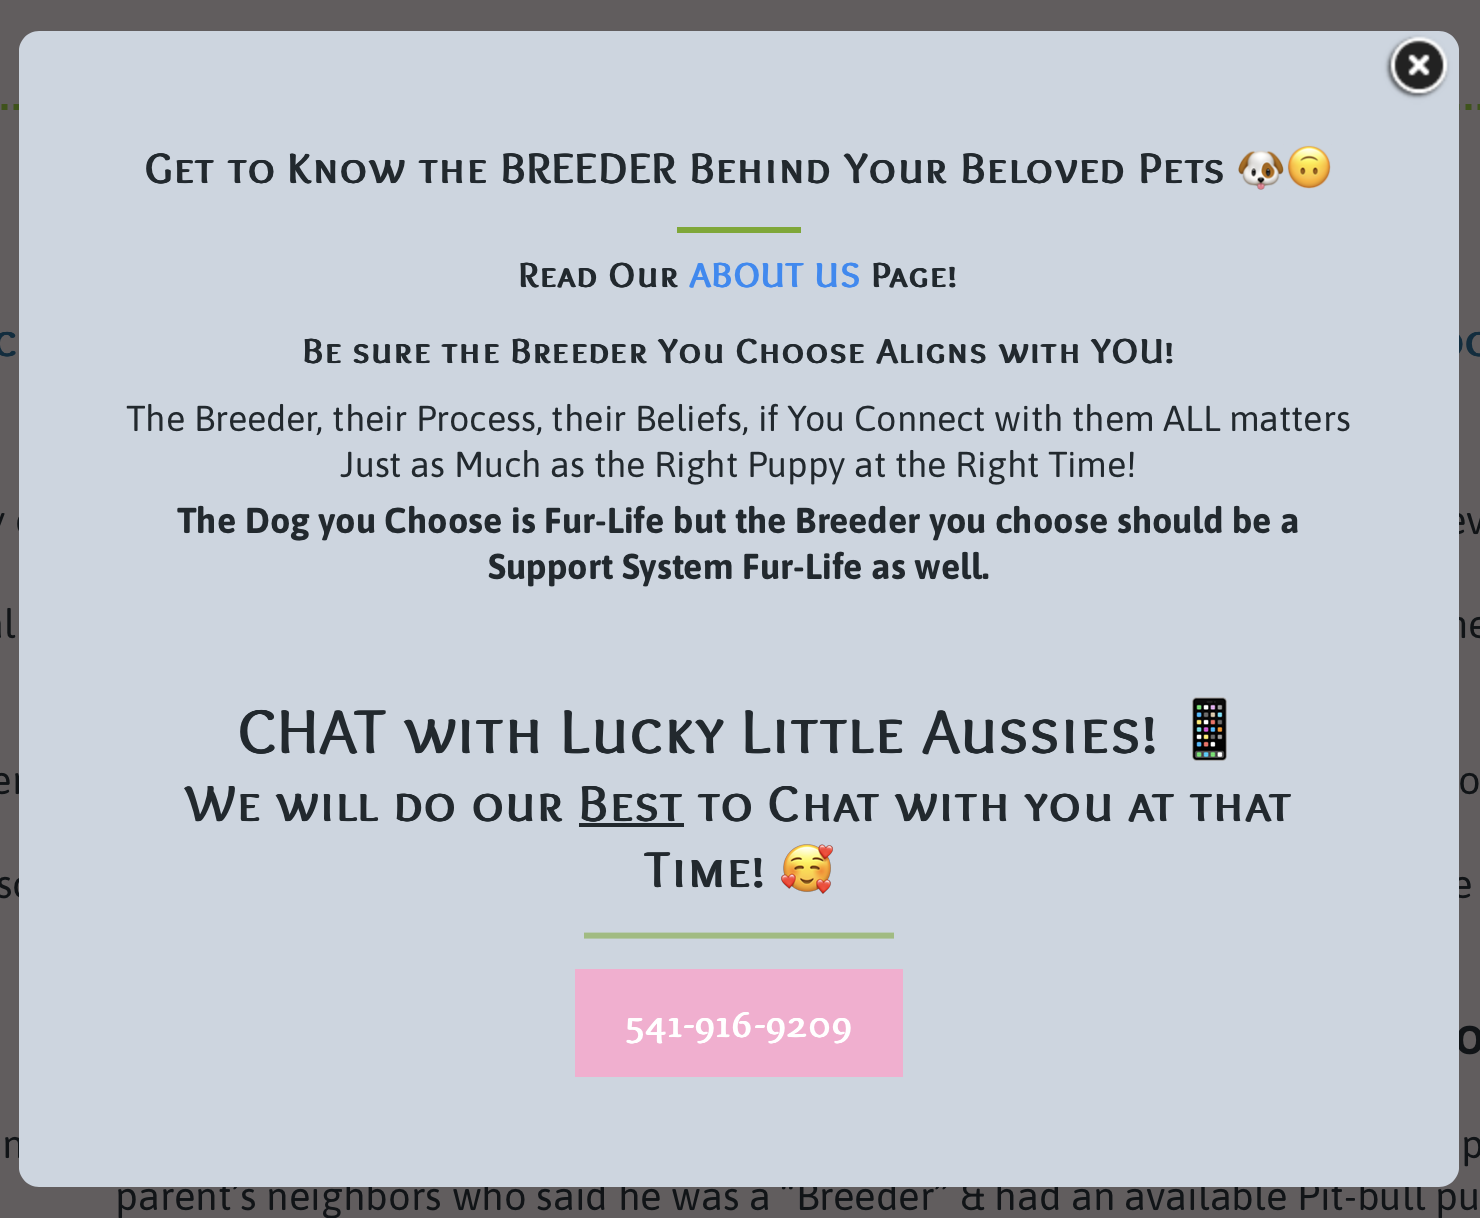 Get to Know the BREEDER Behind Your Beloved Pets 🐶🙃
Read Our ABOUT US Page!
Be sure the Breeder You Choose Aligns with YOU!
The Breeder, their Process, their Beliefs, if You Connect with them ALL matters
Just as Much as the Right Puppy at the Right Time!
The Dog you Choose is Fur-Life but the Breeder you choose should be a
Support System Fur-Life as well.
CHAT with Lucky Little Aussies! 📱
We will do our Best to Chat with you at that
Time! 🥰
541-916-9209
parent's neighbors who said he was a "Breeder" & had an available Pit-bull